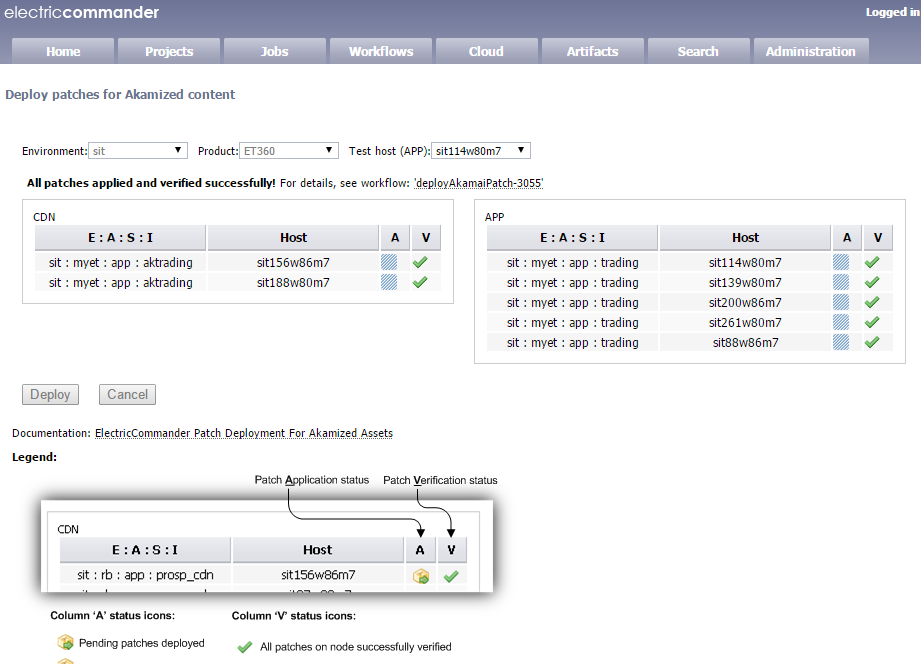 electriccommander
Logged in
Home Projects Jobs Workflows Cloud Artifacts Search Administration
Deploy patches for Akamized content
Environment: sit Product: ET360 Test host (APP): sit114w80m7
All patches applied and verified successfully! For details, see workflow: 'deployAkamaiPatch-3055'
CDN
E : A : S : I Host A V
sit : myet : app : aktrading sit156w86m7
sit : myet : app : aktrading sit188w80m7
APP
E : A : S : I Host A V
sit : myet : app : trading sit114w80m7
sit : myet : app : trading sit139w80m7
sit : myet : app : trading sit200w86m7
sit : myet : app : trading sit261w80m7
sit : myet : app : trading sit88w86m7
Deploy Cancel
Documentation: ElectricCommander Patch Deployment For Akamized Assets
Legend:
Patch Application status Patch Verification status
CDN
E : A : S : I Host A V
sit : rb : app : prosp_cdn sit156w86m7
Column 'A' status icons: Column 'V' status icons:
Pending patches deployed All patches on node successfully verified